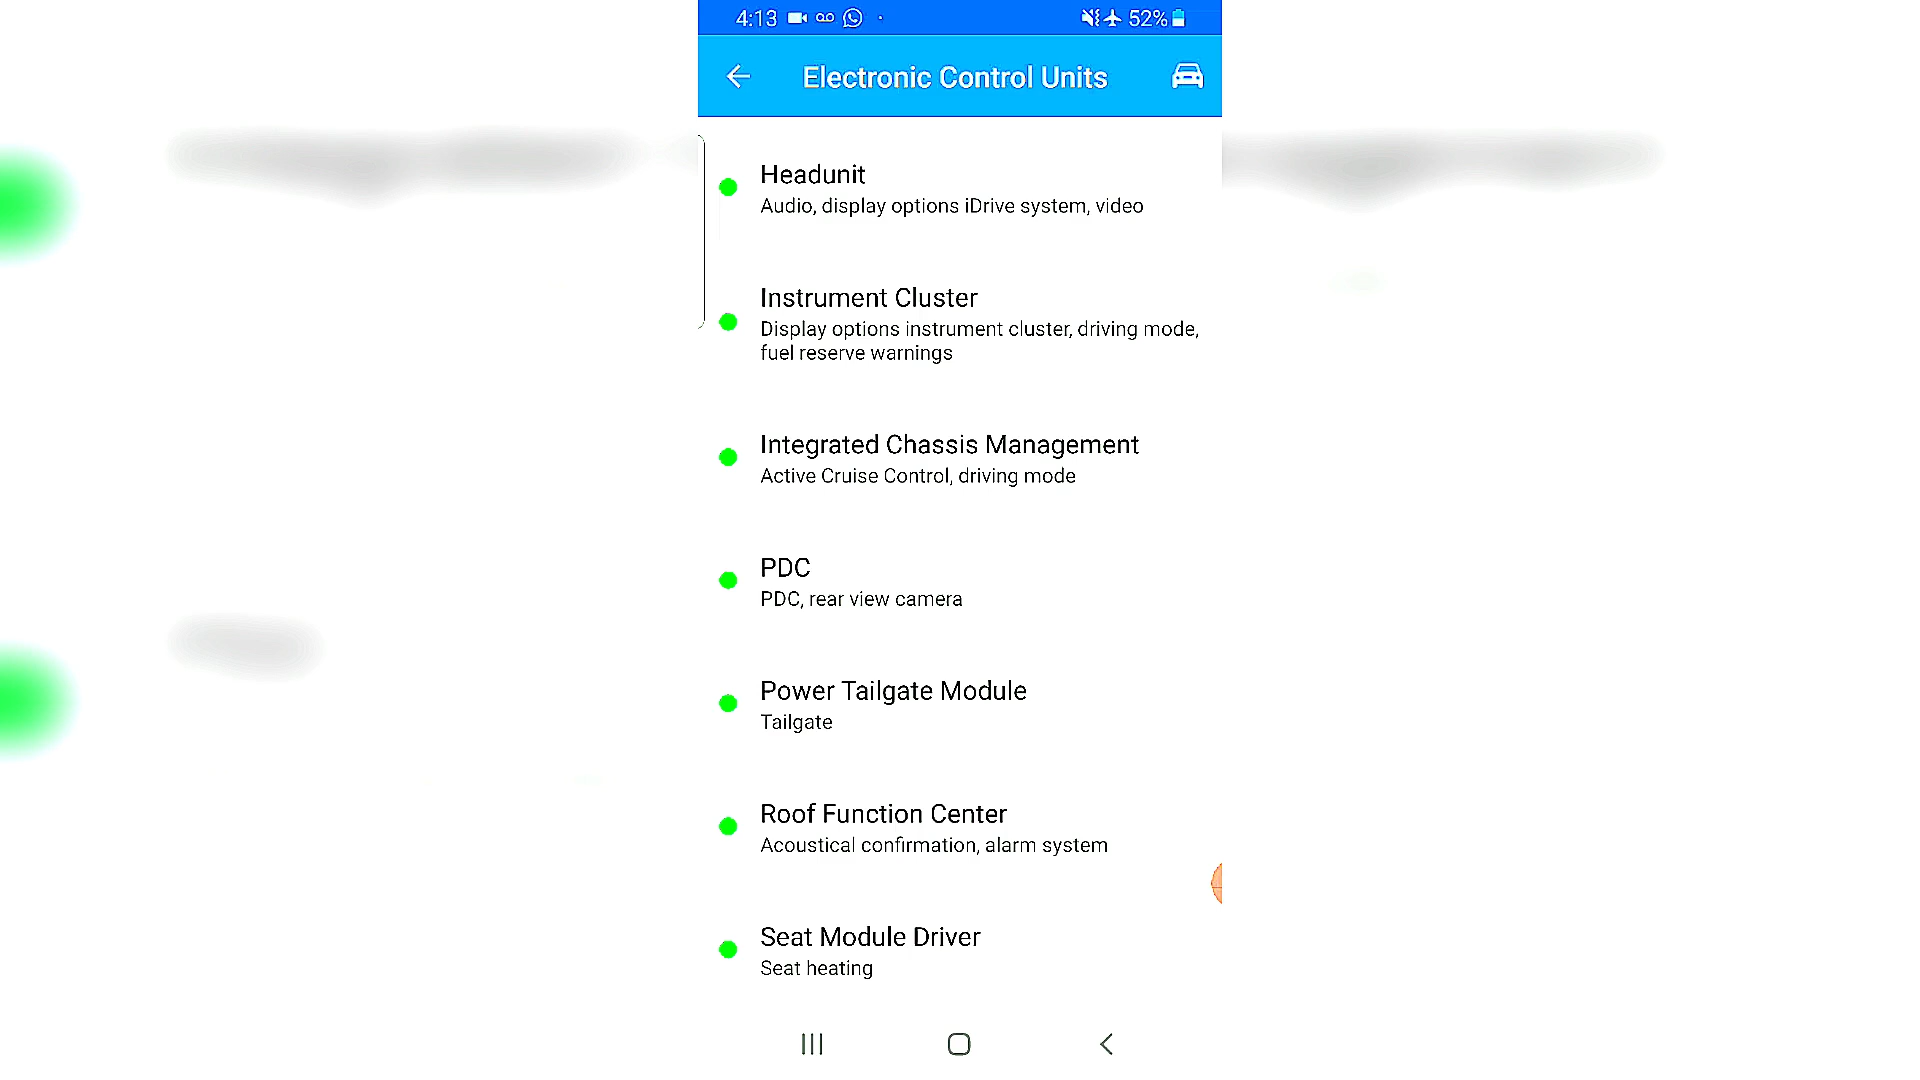 4:13
52%
Electronic Control Units
Headunit
Audio, display options iDrive system, video
Instrument Cluster
Display options instrument cluster, driving mode,
fuel reserve warnings
Integrated Chassis Management
Active Cruise Control, driving mode
PDC
PDC, rear view camera
Power Tailgate Module
Tailgate
Roof Function Center
Acoustical confirmation, alarm system
Seat Module Driver
Seat heating